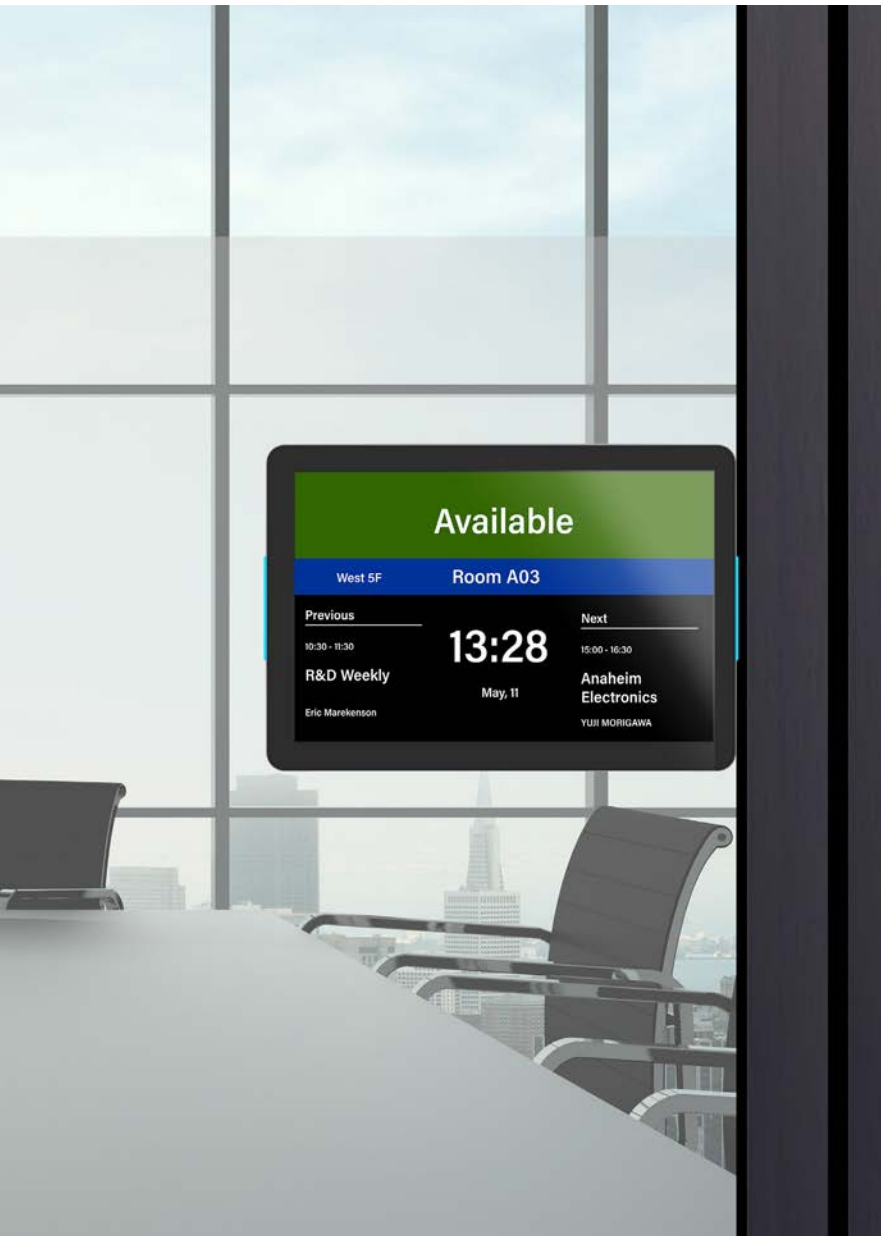 Available
West 5F
Room A03
Previous
10:30 - 11:30
R&D Weekly
Eric Marekenson
13:28
May, 11
Next
15:00 - 16:30
Anaheim
Electronics
YUJI MORIGAWA